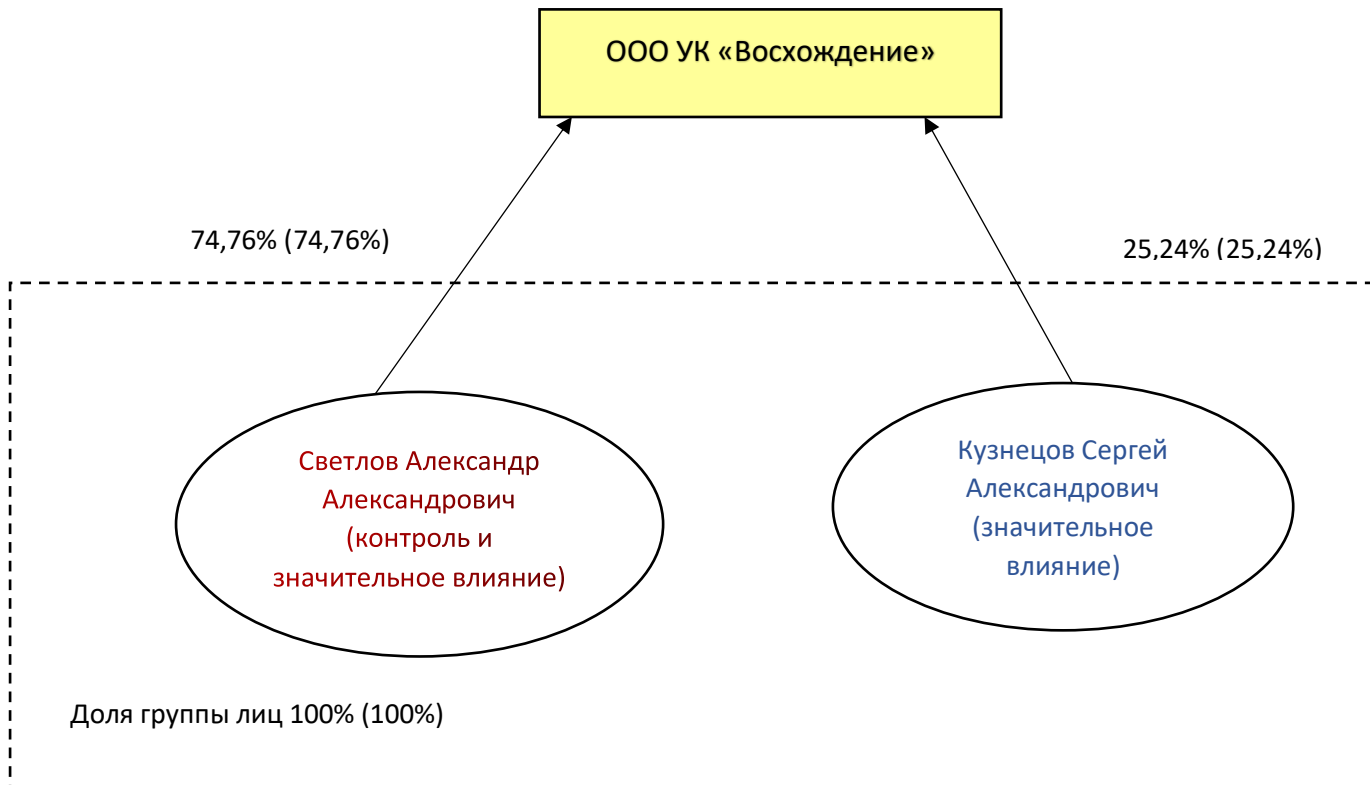 ООО УК «Восхождение»
74,76% (74,76%)
25,24% (25,24%)
Светлов Александр
Александрович
(контроль и
значительное влияние)
Кузнецов Сергей
Александрович
(значительное
влияние)
Доля группы лиц 100% (100%)